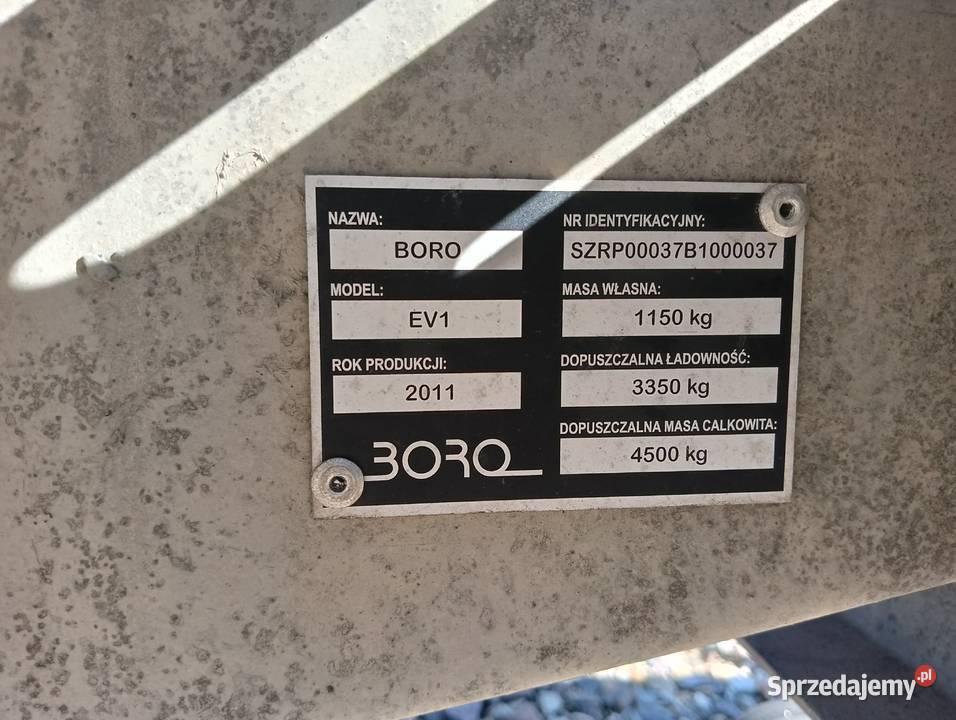 NAZWA:
BORO
MODEL:
EV1
ROK PRODUKCJI:
2011
BORO
NR IDENTYFIKACYJNY:
SZRP00037B1000037
MASA WŁASNA:
1150 kg
DOPUSZCZALNA ŁADOWNOŚĆ:
3350 kg
DOPUSZCZALNA MASA CALKOWITA:
4500 kg
Sprzedajemy.pl